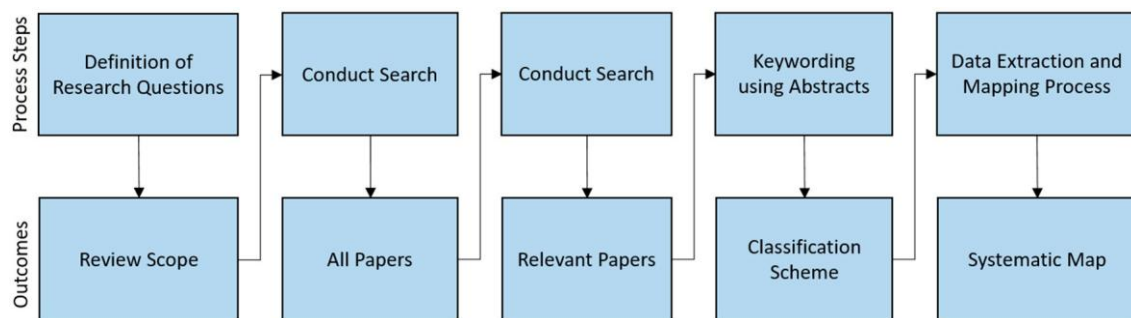 Process Steps
Definition of
Research Questions
Conduct Search
Conduct Search
Keywording
using Abstracts
Data Extraction and
Mapping Process
Outcomes
Review Scope
All Papers
Relevant Papers
Classification
Scheme
Systematic Map